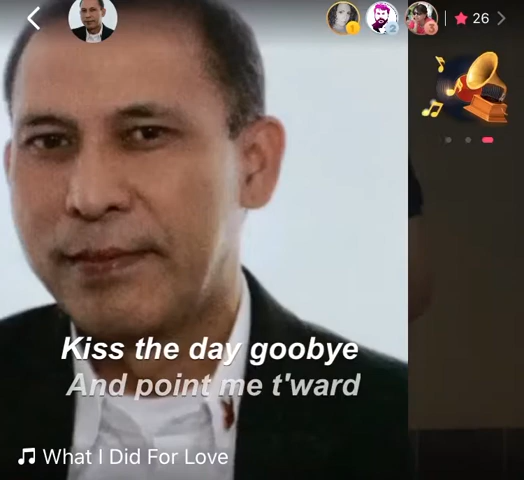 26
Kiss the day goobye
And point me t'ward
What I Did For Love